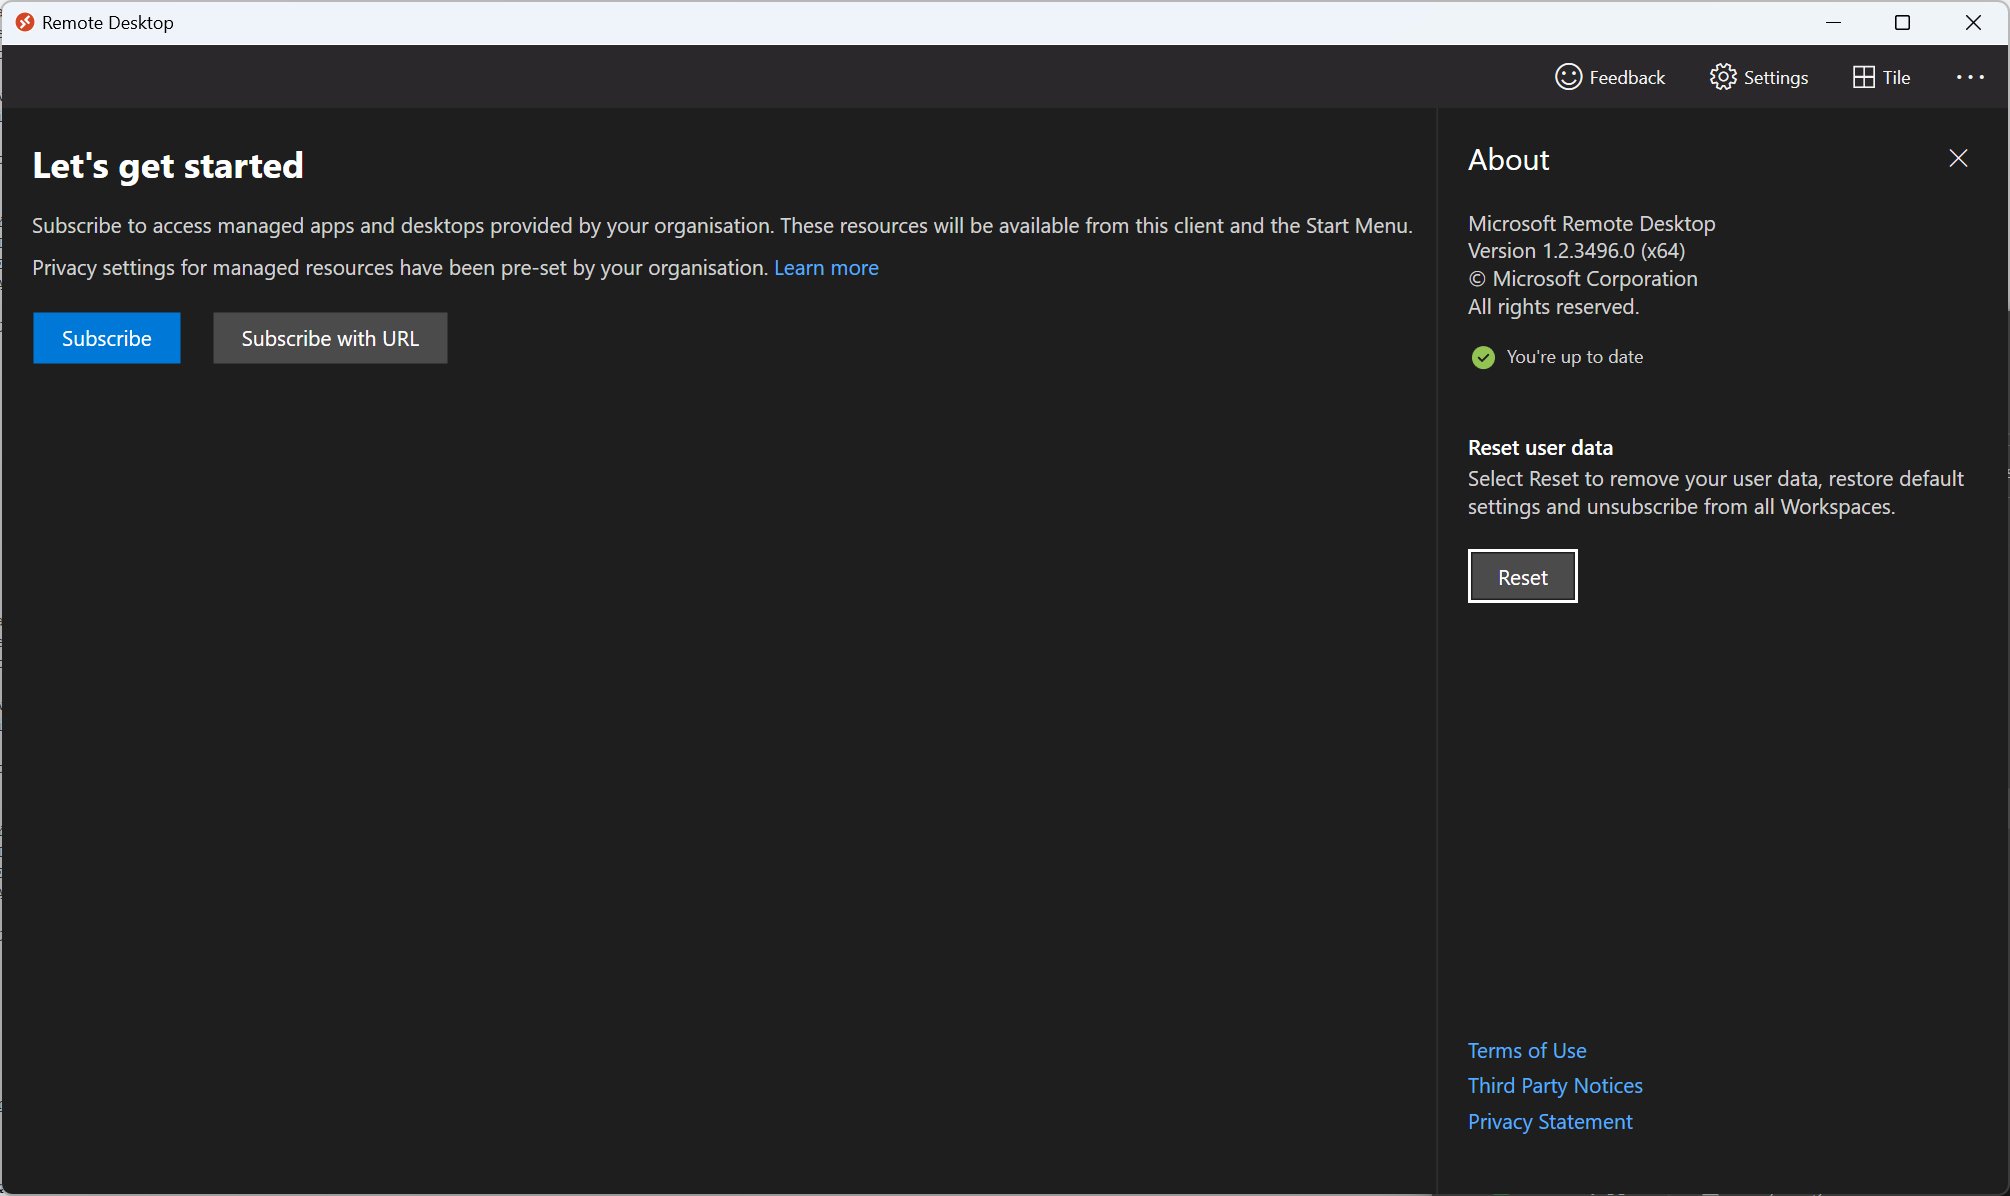 Remote Desktop
Feedback
Settings
Tile
Let's get started
Subscribe to access managed apps and desktops provided by your organisation. These resources will be available from this client and the Start Menu.
Privacy settings for managed resources have been pre-set by your organisation. Learn more
Subscribe
Subscribe with URL
About
Microsoft Remote Desktop
Version 1.2.3496.0 (x64)
© Microsoft Corporation
All rights reserved.
You're up to date
Reset user data
Select Reset to remove your user data, restore default
settings and unsubscribe from all Workspaces.
Reset
Terms of Use
Third Party Notices
Privacy Statement